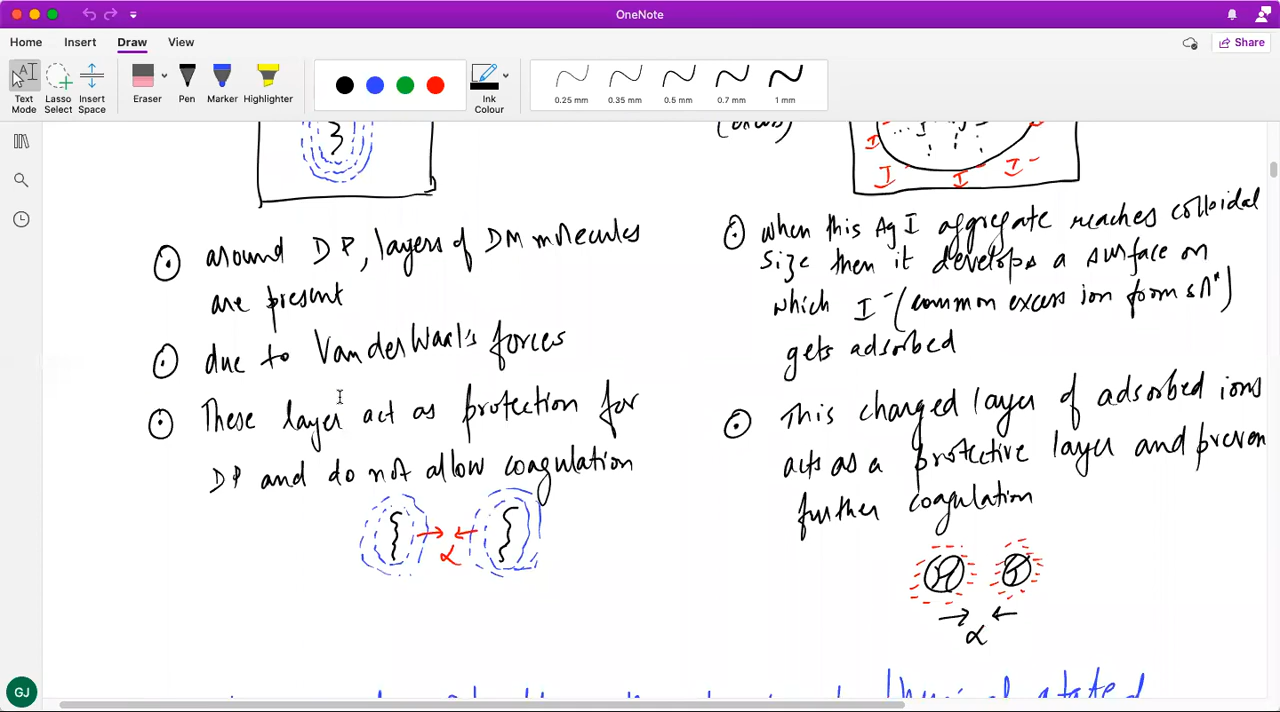 OneNote
Home Insert Draw View
Share
Text Mode
Lasso Select
Insert Space
Eraser
Pen
Marker
Highlighter
Ink Colour
0.25 mm
0.35 mm
0.5 mm
0.7 mm
1 mm
around DP, layers of DM molecules
are present
due to VanderWaal's forces
These layer act as protection for
DP and do not allow coagulation
I I⁻ I⁻ I⁻
when this AgI aggregate reaches colloidal
size then it develops a surface on
which I⁻ (common excess ion form sⁿ)
gets adsorbed
This charged layer of adsorbed ions
acts as a protective layer and preven
further coagulation
GJ